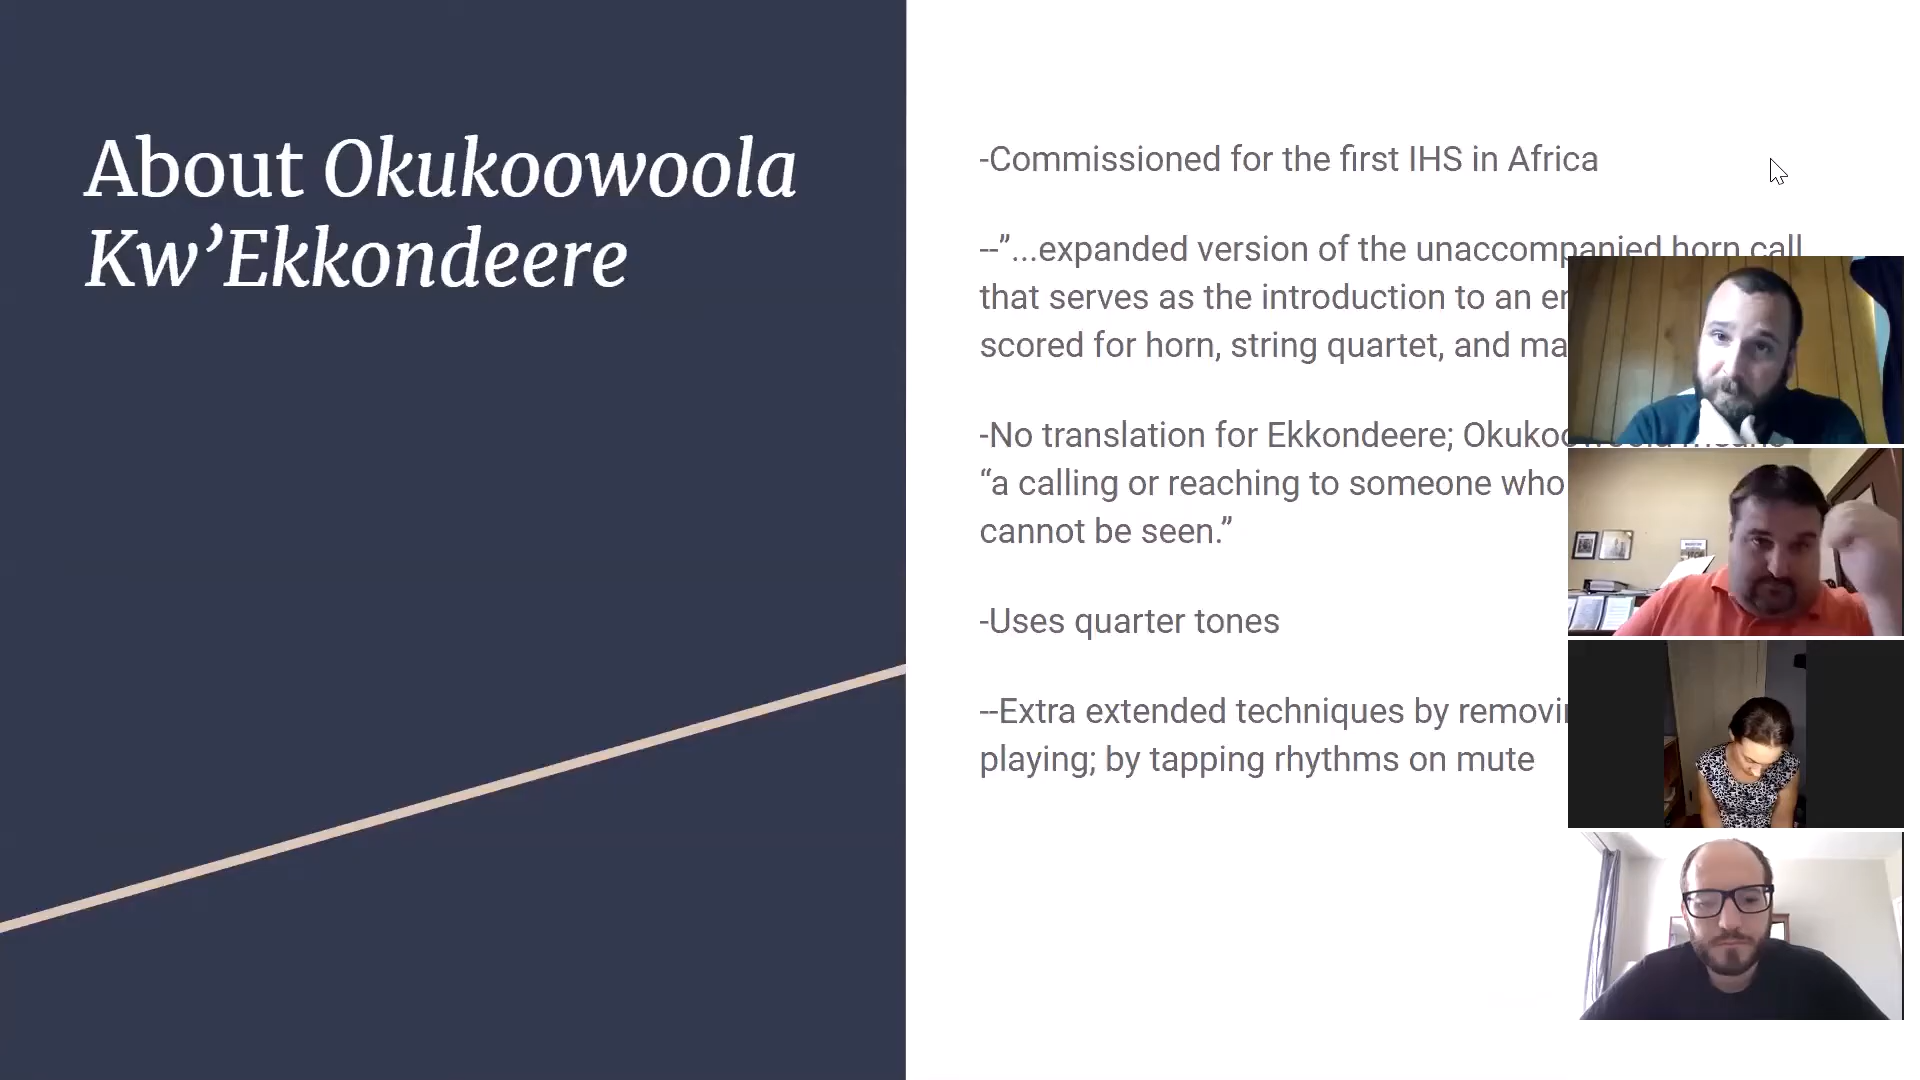 About Okukoowoola
Kw’Ekkondeere
-Commissioned for the first IHS in Africa
--”...expanded version of the unaccompanied horn call
that serves as the introduction to an
scored for horn, string quartet, and
-No translation for Ekkondeere; Okukoowoola means
“a calling or reaching to someone who
cannot be seen.”
-Uses quarter tones
--Extra extended techniques by
playing; by tapping rhythms on mute